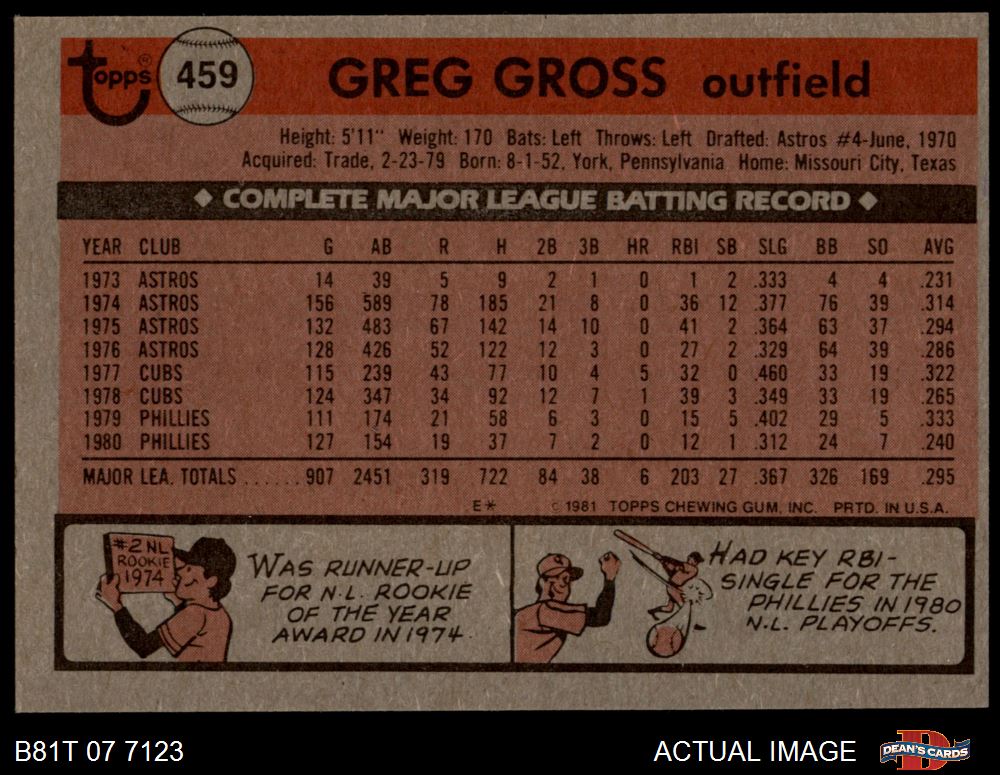 Topps® 459 GREG GROSS outfield
Height: 5'11" Weight: 170 Bats: Left Throws: Left Drafted: Astros #4-June, 1970
Acquired: Trade, 2-23-79 Born: 8-1-52, York, Pennsylvania Home: Missouri City, Texas
◆ COMPLETE MAJOR LEAGUE BATTING RECORD ◆
YEAR CLUB G AB R H 2B 3B HR RBI SB SLG BB SO AVG
1973 ASTROS 14 39 5 9 2 1 0 1 2 .333 4 4 .231
1974 ASTROS 156 589 78 185 21 8 0 36 12 .377 76 39 .314
1975 ASTROS 132 483 67 142 14 10 0 41 2 .364 63 37 .294
1976 ASTROS 128 426 52 122 12 3 0 27 2 .329 64 39 .286
1977 CUBS 115 239 43 77 10 4 5 32 0 .460 33 19 .322
1978 CUBS 124 347 34 92 12 7 1 39 3 .349 33 19 .265
1979 PHILLIES 111 174 21 58 6 3 0 15 5 .402 29 5 .333
1980 PHILLIES 127 154 19 37 7 2 0 12 1 .312 24 7 .240
MAJOR LEA. TOTALS ...... 907 2451 319 722 84 38 6 203 27 .367 326 169 .295
E* © 1981 TOPPS CHEWING GUM, INC. PRTD. IN U.S.A.
#2 NL
ROOKIE
1974
WAS RUNNER-UP
FOR N.L. ROOKIE
OF THE YEAR
AWARD IN 1974.
HAD KEY RBI-
SINGLE FOR THE
PHILLIES IN 1980
N.L. PLAYOFFS.
B81T 07 7123 ACTUAL IMAGE DEAN'S CARDS